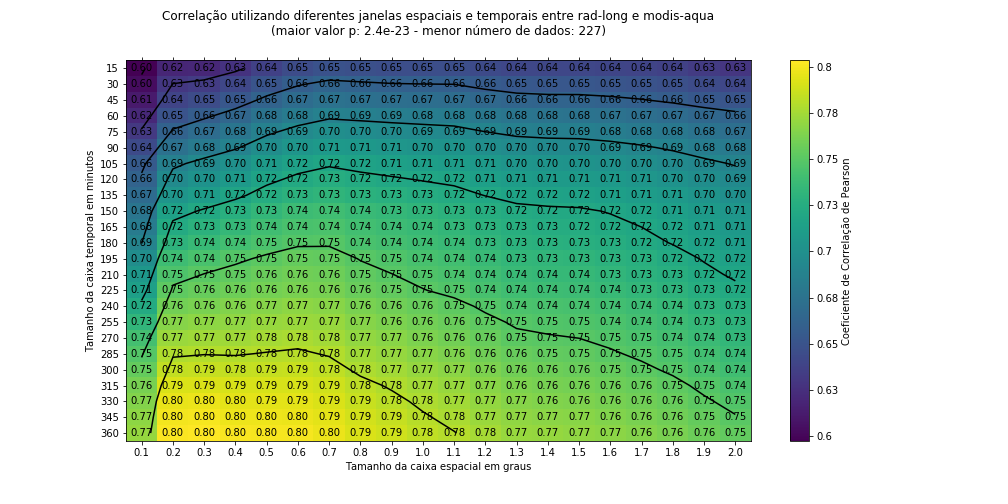 Correlação utilizando diferentes janelas espaciais e temporais entre rad-long e modis-aqua
(maior valor p: 2.4e-23 - menor número de dados: 227)
Tamanho da caixa temporal em minutos
15 0.60 0.62 0.62 0.63 0.64 0.65 0.65 0.65 0.65 0.65 0.65 0.64 0.64 0.64 0.64 0.64 0.64 0.64 0.63 0.63
30 0.60 0.63 0.63 0.64 0.65 0.66 0.66 0.66 0.66 0.66 0.66 0.66 0.65 0.65 0.65 0.65 0.65 0.65 0.64 0.64
45 0.61 0.64 0.65 0.65 0.66 0.67 0.67 0.67 0.67 0.67 0.67 0.67 0.66 0.66 0.66 0.66 0.66 0.66 0.65 0.65
60 0.62 0.65 0.66 0.67 0.68 0.68 0.69 0.69 0.69 0.68 0.68 0.68 0.68 0.68 0.68 0.67 0.67 0.67 0.67 0.66
75 0.63 0.66 0.67 0.68 0.69 0.69 0.70 0.70 0.70 0.69 0.69 0.69 0.69 0.69 0.69 0.68 0.68 0.68 0.68 0.67
90 0.64 0.67 0.68 0.69 0.70 0.70 0.71 0.71 0.71 0.70 0.70 0.70 0.70 0.70 0.70 0.69 0.69 0.69 0.68 0.68
105 0.66 0.69 0.69 0.70 0.71 0.72 0.72 0.72 0.71 0.71 0.71 0.71 0.70 0.70 0.70 0.70 0.70 0.70 0.69 0.69
120 0.66 0.70 0.70 0.71 0.72 0.73 0.73 0.72 0.72 0.72 0.72 0.71 0.71 0.71 0.71 0.71 0.71 0.70 0.70 0.69
135 0.67 0.70 0.71 0.72 0.72 0.73 0.73 0.73 0.73 0.72 0.72 0.72 0.72 0.72 0.72 0.71 0.71 0.71 0.70 0.70
150 0.68 0.72 0.72 0.73 0.73 0.74 0.74 0.74 0.73 0.73 0.73 0.73 0.72 0.72 0.72 0.72 0.72 0.71 0.71 0.71
165 0.68 0.72 0.73 0.73 0.74 0.74 0.74 0.74 0.74 0.73 0.73 0.73 0.73 0.73 0.72 0.72 0.72 0.72 0.71 0.71
180 0.69 0.73 0.74 0.74 0.75 0.75 0.75 0.74 0.74 0.74 0.74 0.73 0.73 0.73 0.73 0.73 0.72 0.72 0.72 0.71
195 0.70 0.74 0.74 0.75 0.75 0.75 0.75 0.75 0.74 0.74 0.74 0.74 0.73 0.73 0.73 0.73 0.73 0.72 0.72 0.72
210 0.71 0.75 0.75 0.75 0.76 0.76 0.76 0.75 0.75 0.75 0.74 0.74 0.74 0.74 0.74 0.73 0.73 0.73 0.72 0.72
225 0.71 0.75 0.76 0.76 0.76 0.76 0.76 0.76 0.75 0.75 0.75 0.74 0.74 0.74 0.74 0.74 0.74 0.73 0.73 0.72
240 0.72 0.76 0.76 0.76 0.77 0.77 0.77 0.76 0.76 0.76 0.75 0.75 0.74 0.74 0.74 0.74 0.74 0.73 0.73 0.73
255 0.73 0.77 0.77 0.77 0.77 0.77 0.77 0.77 0.76 0.76 0.76 0.75 0.75 0.75 0.75 0.74 0.74 0.74 0.73 0.73
270 0.74 0.77 0.77 0.77 0.78 0.78 0.78 0.77 0.77 0.76 0.76 0.76 0.75 0.75 0.75 0.75 0.75 0.74 0.74 0.73
285 0.75 0.78 0.78 0.78 0.78 0.78 0.78 0.77 0.77 0.77 0.76 0.76 0.76 0.75 0.75 0.75 0.75 0.75 0.74 0.74
300 0.75 0.78 0.79 0.79 0.79 0.79 0.78 0.78 0.77 0.77 0.77 0.76 0.76 0.76 0.76 0.75 0.75 0.75 0.74 0.74
315 0.76 0.79 0.79 0.79 0.79 0.79 0.79 0.78 0.78 0.77 0.77 0.77 0.76 0.76 0.76 0.76 0.76 0.75 0.75 0.74
330 0.77 0.80 0.80 0.80 0.79 0.79 0.79 0.78 0.78 0.78 0.78 0.77 0.77 0.76 0.76 0.76 0.76 0.75 0.75 0.75
345 0.77 0.80 0.80 0.80 0.80 0.79 0.79 0.79 0.79 0.78 0.78 0.77 0.77 0.77 0.77 0.76 0.76 0.76 0.75 0.75
360 0.77 0.80 0.80 0.80 0.80 0.80 0.80 0.79 0.79 0.78 0.78 0.78 0.77 0.77 0.77 0.77 0.76 0.76 0.76 0.75
0.1 0.2 0.3 0.4 0.5 0.6 0.7 0.8 0.9 1.0 1.1 1.2 1.3 1.4 1.5 1.6 1.7 1.8 1.9 2.0
Tamanho da caixa espacial em graus
0.8
0.78
0.75
0.73
0.7
0.68
0.65
0.63
0.6
Coeficiente de Correlação de Pearson